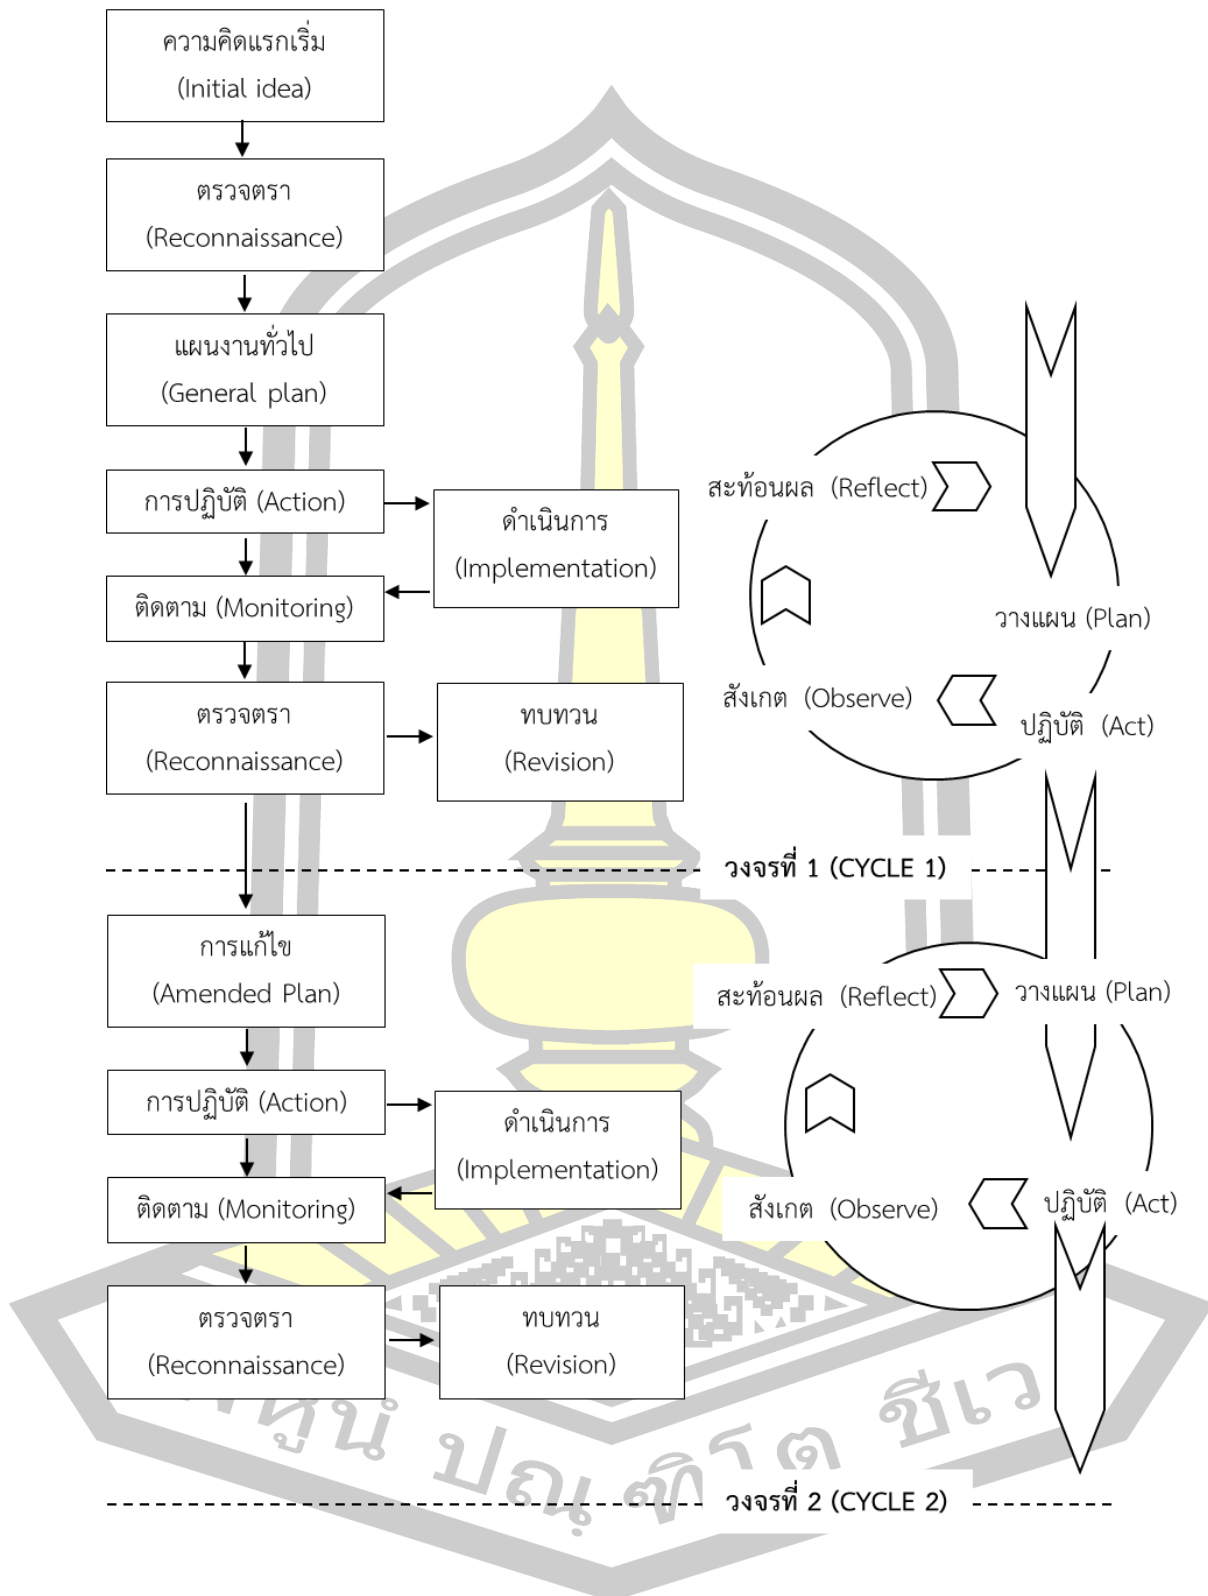 ความคิดแรกเริ่ม
(Initial idea)
ตรวจตรา
(Reconnaissance)
แผนงานทั่วไป
(General plan)
การปฏิบัติ (Action)
ดำเนินการ
(Implementation)
ติดตาม (Monitoring)
ตรวจตรา
(Reconnaissance)
ทบทวน
(Revision)
สะท้อนผล (Reflect)
วางแผน (Plan)
สังเกต (Observe)
ปฏิบัติ (Act)
วงจรที่ 1 (CYCLE 1)
การแก้ไข
(Amended Plan)
การปฏิบัติ (Action)
ดำเนินการ
(Implementation)
ติดตาม (Monitoring)
ตรวจตรา
(Reconnaissance)
ทบทวน
(Revision)
สะท้อนผล (Reflect)
วางแผน (Plan)
สังเกต (Observe)
ปฏิบัติ (Act)
วงจรที่ 2 (CYCLE 2)
ปณฺฑิโต ชีเว